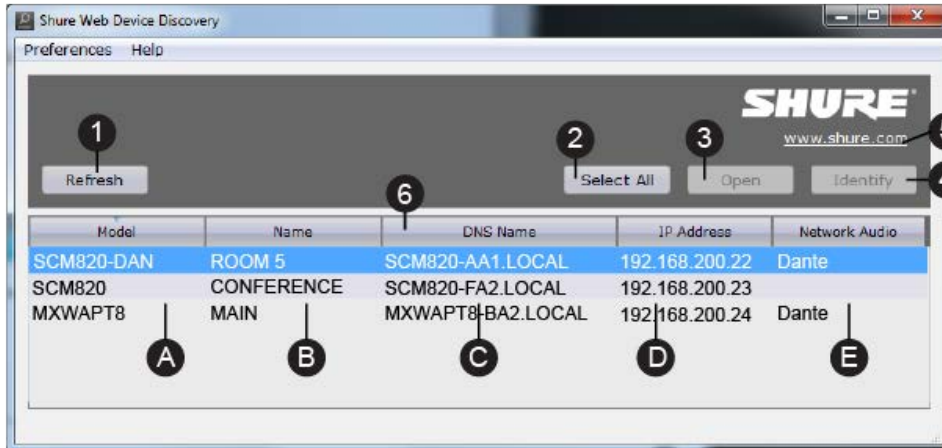 Shure Web Device Discovery
Preferences Help
SHURE
www.shure.com
1 2 3 4 5
Refresh Select All Open Identify
6
Model Name DNS Name IP Address Network Audio
SCM820-DAN ROOM 5 SCM820-AA1.LOCAL 192.168.200.22 Dante
SCM820 CONFERENCE SCM820-FA2.LOCAL 192.168.200.23
MXWAPT8 MAIN MXWAPT8-BA2.LOCAL 192.168.200.24 Dante
A B C D E